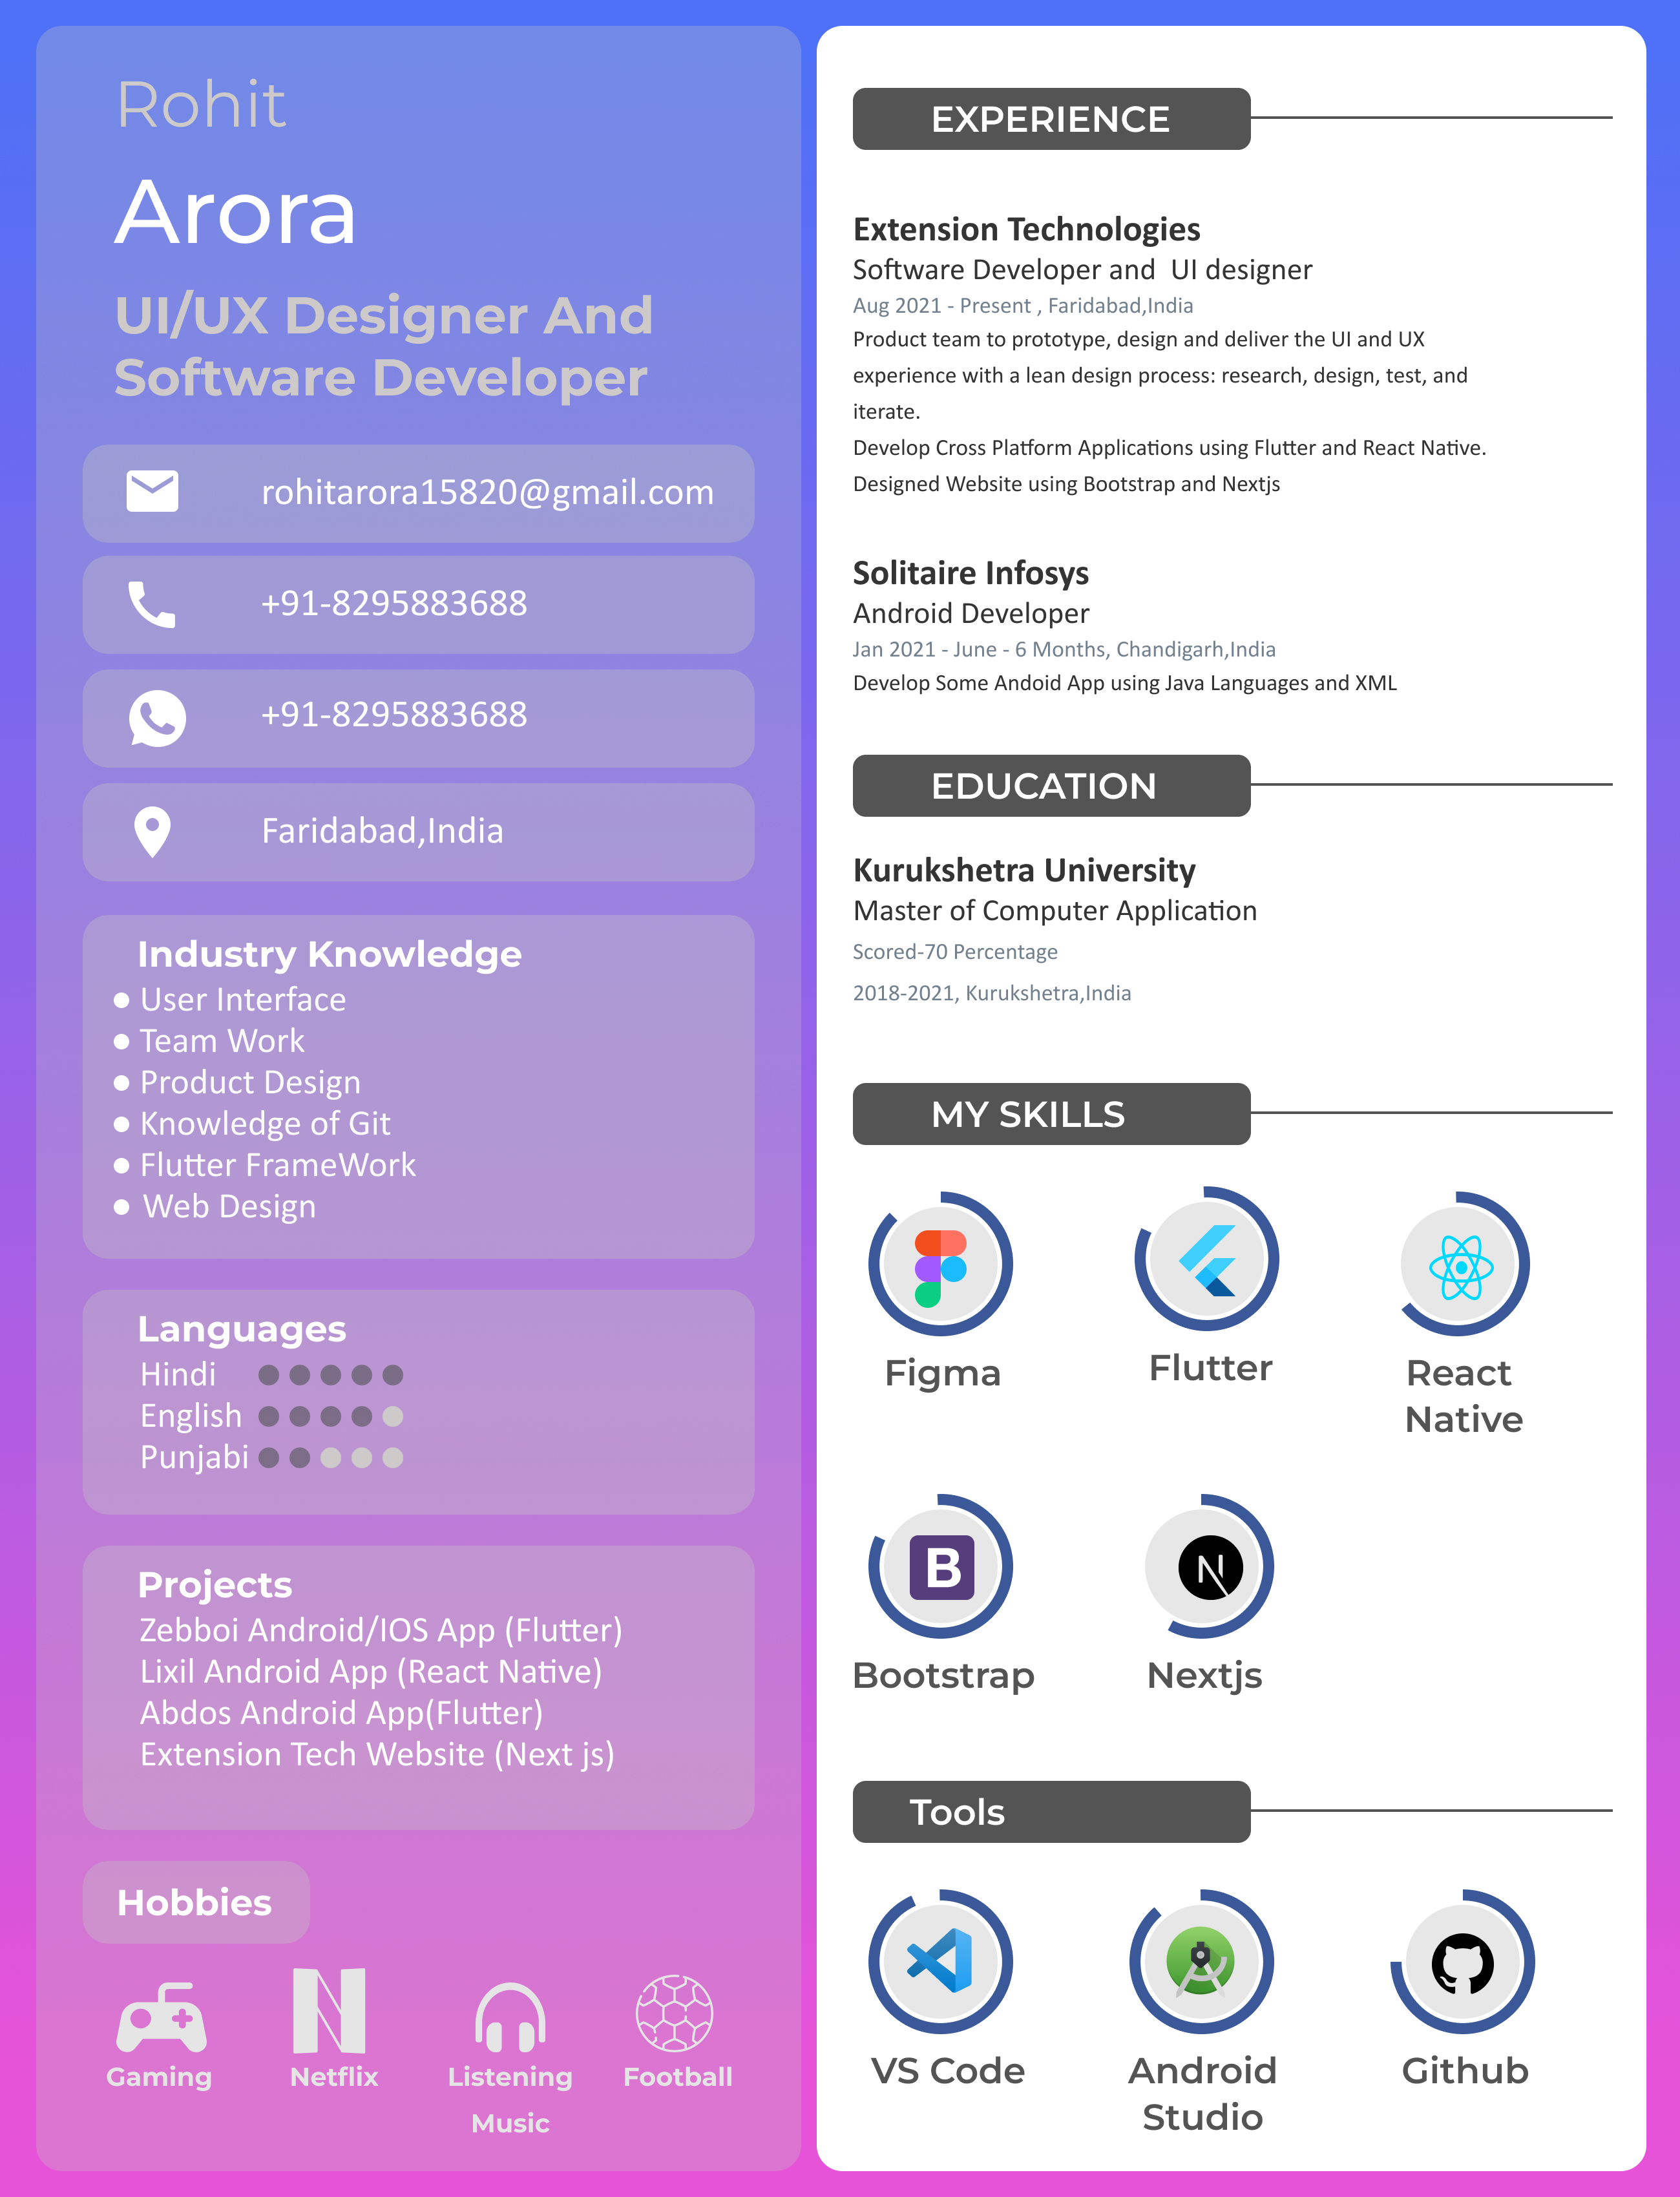 Rohit
Arora
UI/UX Designer And
Software Developer
rohitarora15820@gmail.com
+91-8295883688
+91-8295883688
Faridabad,India
Industry Knowledge
User Interface
Team Work
Product Design
Knowledge of Git
Flutter FrameWork
Web Design
Languages
Hindi
English
Punjabi
Projects
Zebboi Android/IOS App (Flutter)
Lixil Android App (React Native)
Abdos Android App(Flutter)
Extension Tech Website (Next js)
Hobbies
Gaming
Netflix
Listening
Music
Football
EXPERIENCE
Extension Technologies
Software Developer and  UI designer
Aug 2021 - Present , Faridabad,India
Product team to prototype, design and deliver the UI and UX
experience with a lean design process: research, design, test, and
iterate.
Develop Cross Platform Applications using Flutter and React Native.
Designed Website using Bootstrap and Nextjs
Solitaire Infosys
Android Developer
Jan 2021 - June - 6 Months, Chandigarh,India
Develop Some Andoid App using Java Languages and XML
EDUCATION
Kurukshetra University
Master of Computer Application
Scored-70 Percentage
2018-2021, Kurukshetra,India
MY SKILLS
Figma
Flutter
React
Native
B
N
Bootstrap
Nextjs
Tools
VS Code
Android
Studio
Github